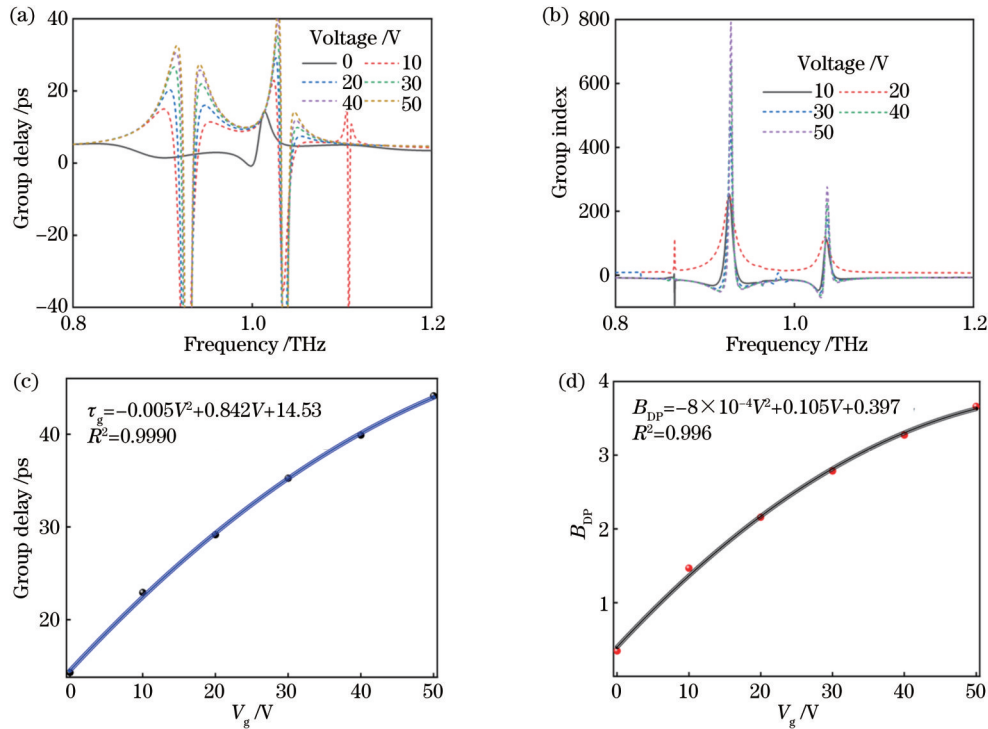 (a)
40
20
0
−20
−40
Group delay /ps
Voltage /V
0 10
20 30
40 50
0.8 1.0 1.2
Frequency /THz
(b)
800
600
400
200
0
Group index
Voltage /V
10 20
30 40
50
0.8 1.0 1.2
Frequency /THz
(c)
τg=−0.005V²+0.842V+14.53
R²=0.9990
40
30
20
Group delay /ps
0 10 20 30 40 50
Vg /V
(d)
BDP=−8×10⁻⁴V²+0.105V+0.397
R²=0.996
4
3
2
1
BDP
0 10 20 30 40 50
Vg /V